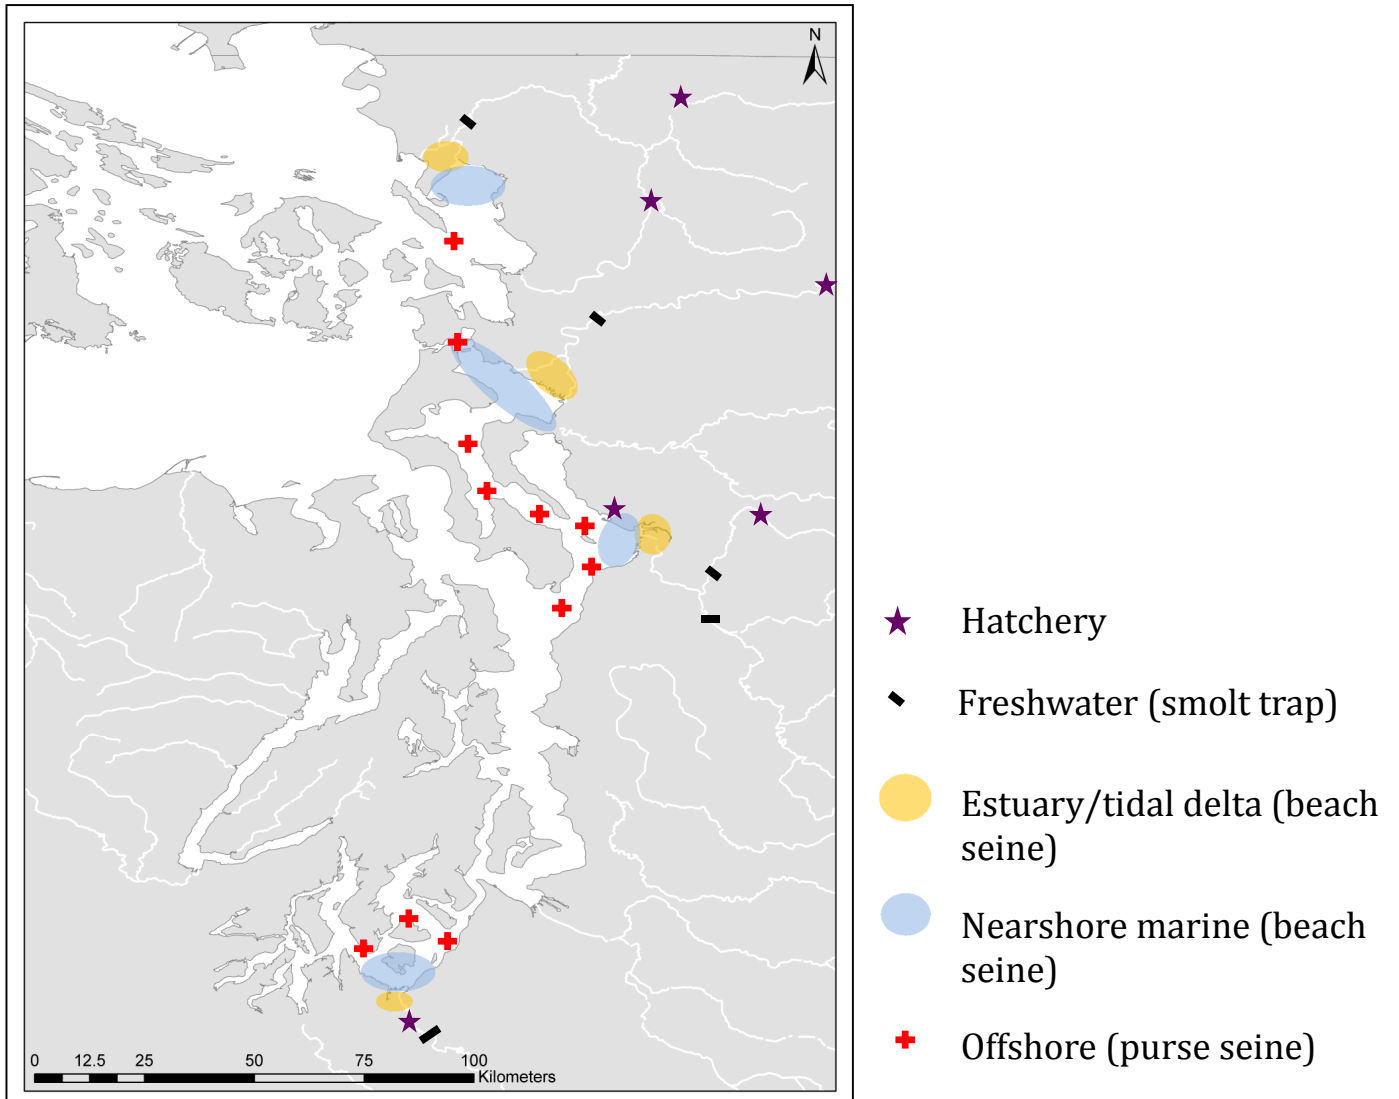 N
Hatchery
Freshwater (smolt trap)
Estuary/tidal delta (beach
seine)
Nearshore marine (beach
seine)
Offshore (purse seine)
0 12.5 25 50 75 100
Kilometers